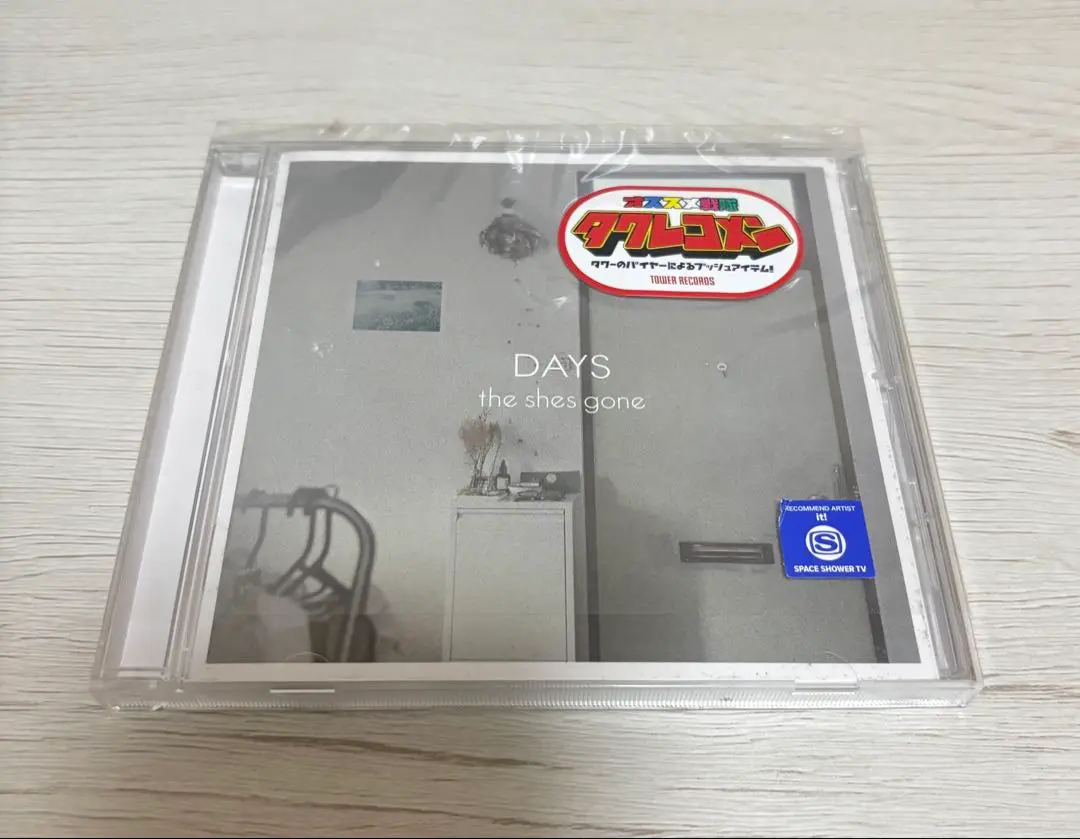 オススメ戦隊
タワレコメン
タワーのバイヤーによるプッシュアイテム!
TOWER RECORDS
DAYS
the shes gone
RECOMMEND ARTIST
it!
S
SPACE SHOWER TV